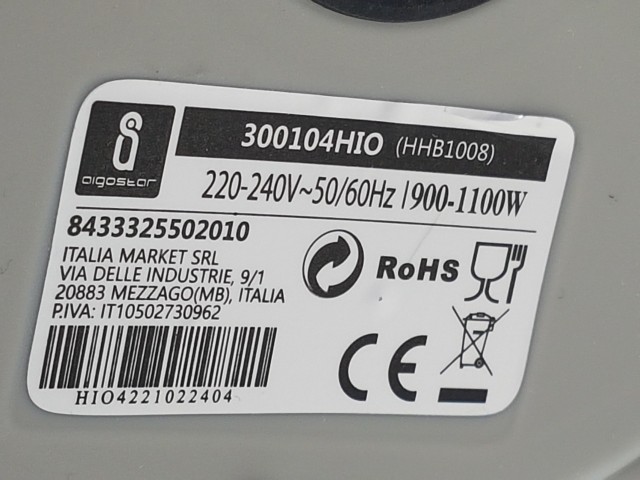 aigostar
300104HIO (HHB1008)
220-240V~50/60Hz | 900-1100W
8433325502010
ITALIA MARKET SRL
VIA DELLE INDUSTRIE, 9/1
20883 MEZZAGO(MB), ITALIA
P.IVA: IT10502730962
RoHS
CE
HIO4221022404